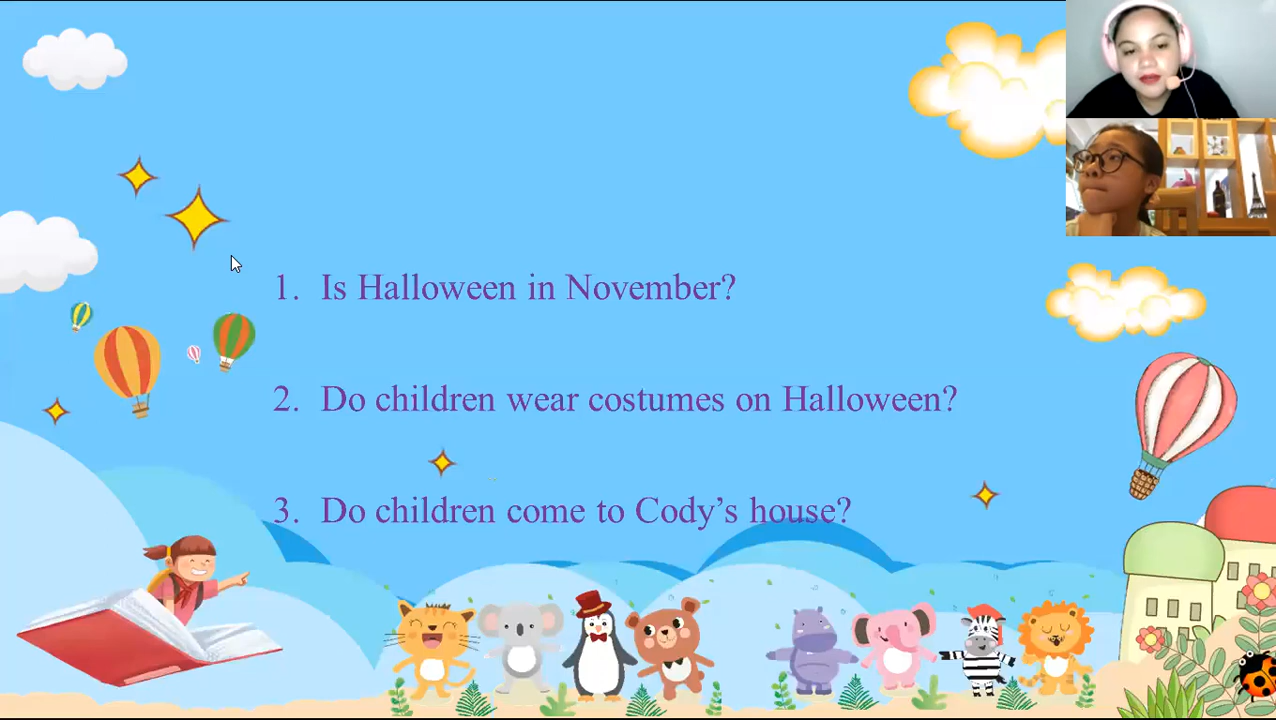 1. Is Halloween in November?
2. Do children wear costumes on Halloween?
3. Do children come to Cody's house?